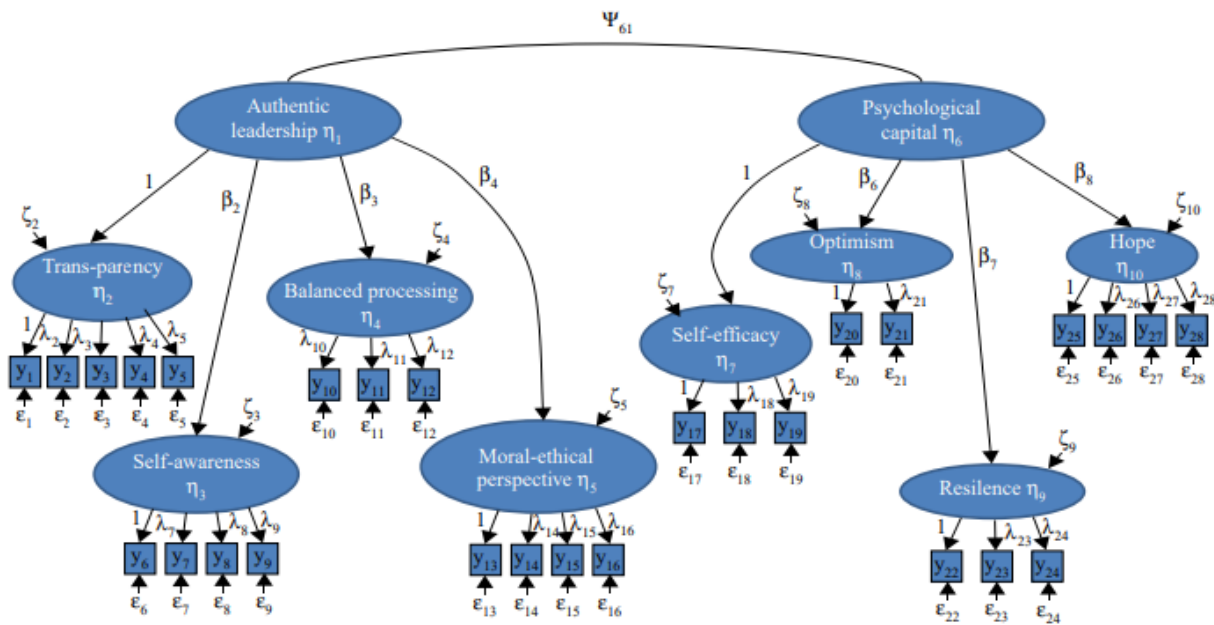 Ψ₆₁
Authentic
leadership η₁
Psychological
capital η₆
1
β₂
β₃
β₄
1
β₆
β₇
β₈
ζ₂
Trans-parency
η₂
ζ₄
Balanced processing
η₄
ζ₈
Optimism
η₈
ζ₁₀
Hope
η₁₀
ζ₇
Self-efficacy
η₇
1 λ₂ λ₃ λ₄ λ₅
y₁ y₂ y₃ y₄ y₅
ε₁ ε₂ ε₃ ε₄ ε₅
λ₁₀ λ₁₁ λ₁₂
y₁₀ y₁₁ y₁₂
ε₁₀ ε₁₁ ε₁₂
1 λ₂₁
y₂₀ y₂₁
ε₂₀ ε₂₁
1 λ₂₆ λ₂₇ λ₂₈
y₂₅ y₂₆ y₂₇ y₂₈
ε₂₅ ε₂₆ ε₂₇ ε₂₈
1 λ₁₈ λ₁₉
y₁₇ y₁₈ y₁₉
ε₁₇ ε₁₈ ε₁₉
ζ₃
Self-awareness
η₃
ζ₅
Moral-ethical
perspective η₅
ζ₉
Resilence η₉
1 λ₇ λ₈ λ₉
y₆ y₇ y₈ y₉
ε₆ ε₇ ε₈ ε₉
1 λ₁₄ λ₁₅ λ₁₆
y₁₃ y₁₄ y₁₅ y₁₆
ε₁₃ ε₁₄ ε₁₅ ε₁₆
1 λ₂₃ λ₂₄
y₂₂ y₂₃ y₂₄
ε₂₂ ε₂₃ ε₂₄